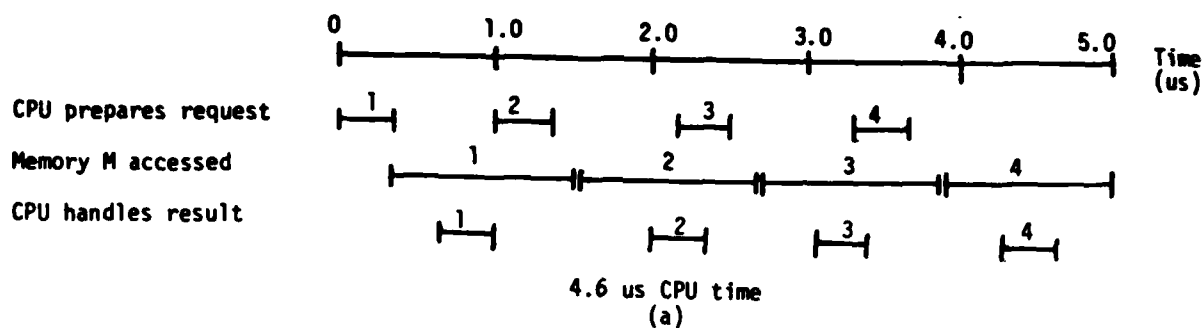 0 1.0 2.0 3.0 4.0 5.0
Time
(us)
CPU prepares request 1 2 3 4
Memory M accessed 1 2 3 4
CPU handles result 1 2 3 4
4.6 us CPU time
(a)